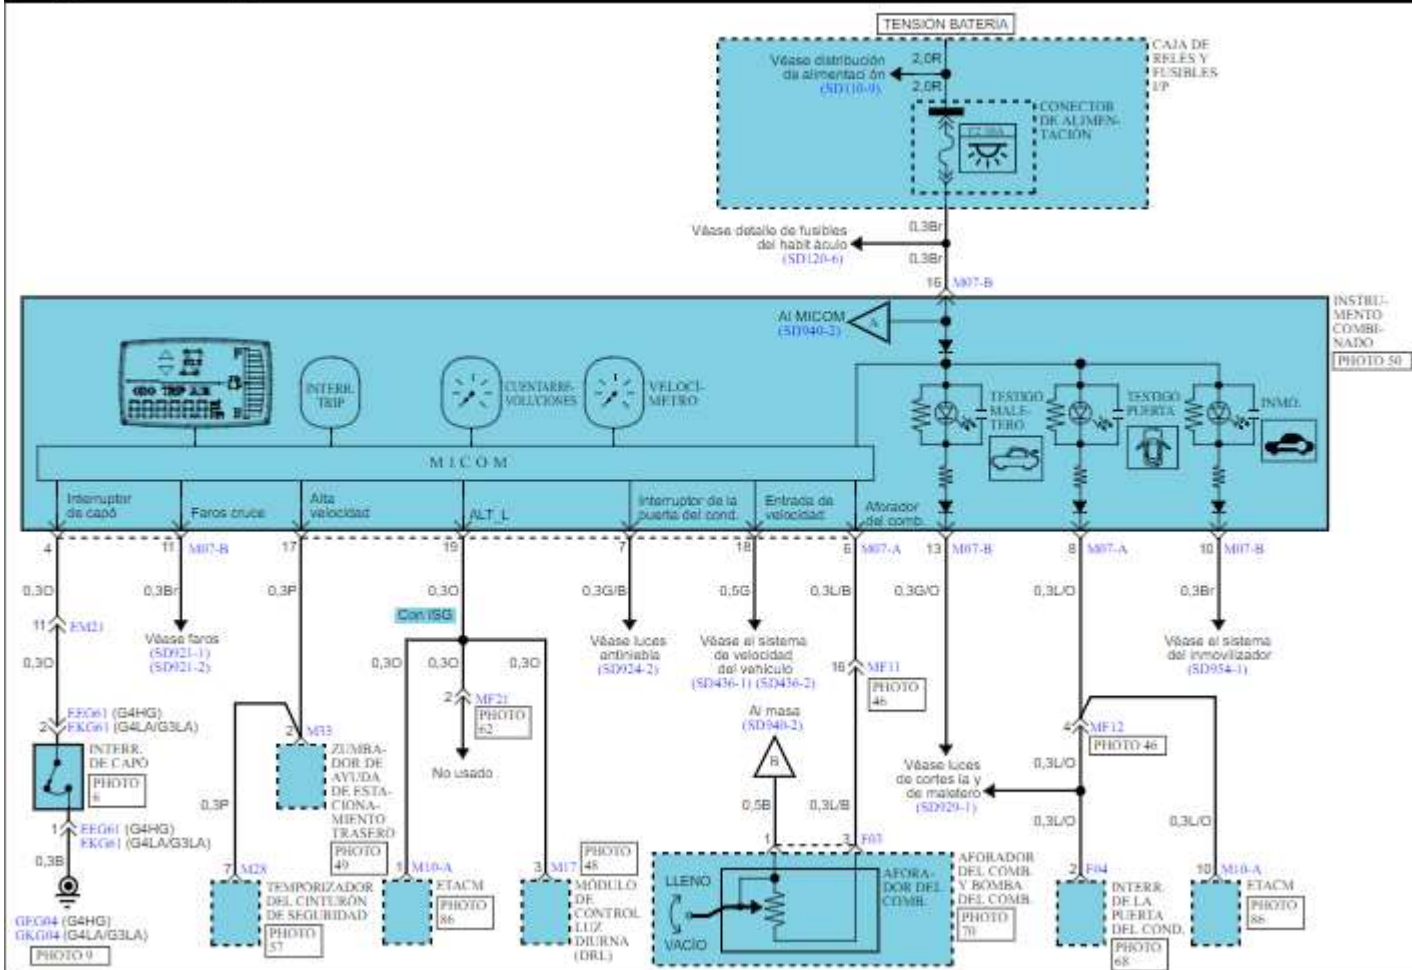 TENSIÓN BATERÍA
CAJA DE
RELÉS Y
FUSIBLES
I/P
Véase distribución
de alimentaci ón
(SD110-9)
2,0R
2,0R
CONECTOR
DE ALIMEN-
TACIÓN
Véase detalle de fusibles
del habit áculo
(SD120-6)
0,3Br
0,3Br
16
M07-B
INSTRU-
MENTO
COMBI-
NADO
PHOTO 50
Al MICOM
(SD940-2)
A
INTERR.
TRIP
CUENTARRE-
VOLUCIONES
VELOCÍ-
METRO
TESTIGO
MALE-
TERO
TESTIGO
PUERTA
INMO.
MICOM
Interruptor
de capó
Faros cruce
Alta
velocidad
ALT_L
Interruptor de la
puerta del cond.
Entrada de
velocidad
Aforador
del comb.
4
11
M07-B
17
19
7
18
6
M07-A
13
M07-B
8
M07-A
10
M07-B
0,3O
0,3Br
0,3P
0,3O
0,3G/B
0,5G
0,3L/B
0,3G/O
0,3L/O
0,3Br
Con ISG
11
EM21
Véase faros
(SD921-1)
(SD921-2)
Véase luces
antiniebla
(SD924-2)
Véase el sistema
de velocidad
del vehículo
(SD436-1) (SD436-2)
Véase el sistema
del inmovilizador
(SD954-1)
0,3O
0,3O
0,3O
0,3O
16
MF11
PHOTO
46
2
MF21
PHOTO
62
No usado
Al masa
(SD940-2)
B
2
EEG61 (G4HG)
EKG61 (G4LA/G3LA)
INTERR.
DE CAPÓ
PHOTO
6
2
M33
ZUMBA-
DOR DE
AYUDA
DE ESTA-
CIONA-
MIENTO
TRASERO
PHOTO
49
4
MF12
PHOTO 46
Véase luces
de cortes ía y
de maletero
(SD929-1)
0,3L/O
0,3L/O
0,3L/O
0,3P
0,5B
0,3L/B
1
EEG61 (G4HG)
EKG61 (G4LA/G3LA)
0,3B
GEG04 (G4HG)
GKG04 (G4LA/G3LA)
PHOTO 9
7
M28
TEMPORIZADOR
DEL CINTURÓN
DE SEGURIDAD
PHOTO
57
1
M10-A
ETACM
PHOTO
86
3
M17
PHOTO
48
MÓDULO
DE
CONTROL
LUZ
DIURNA
(DRL)
1
3
F03
LLENO
VACÍO
AFORA-
DOR DEL
COMB.
AFORADOR
DEL COMB.
Y BOMBA
DEL COMB.
PHOTO
70
2
F04
INTERR.
DE LA
PUERTA
DEL COND.
PHOTO
68
10
M10-A
ETACM
PHOTO
86